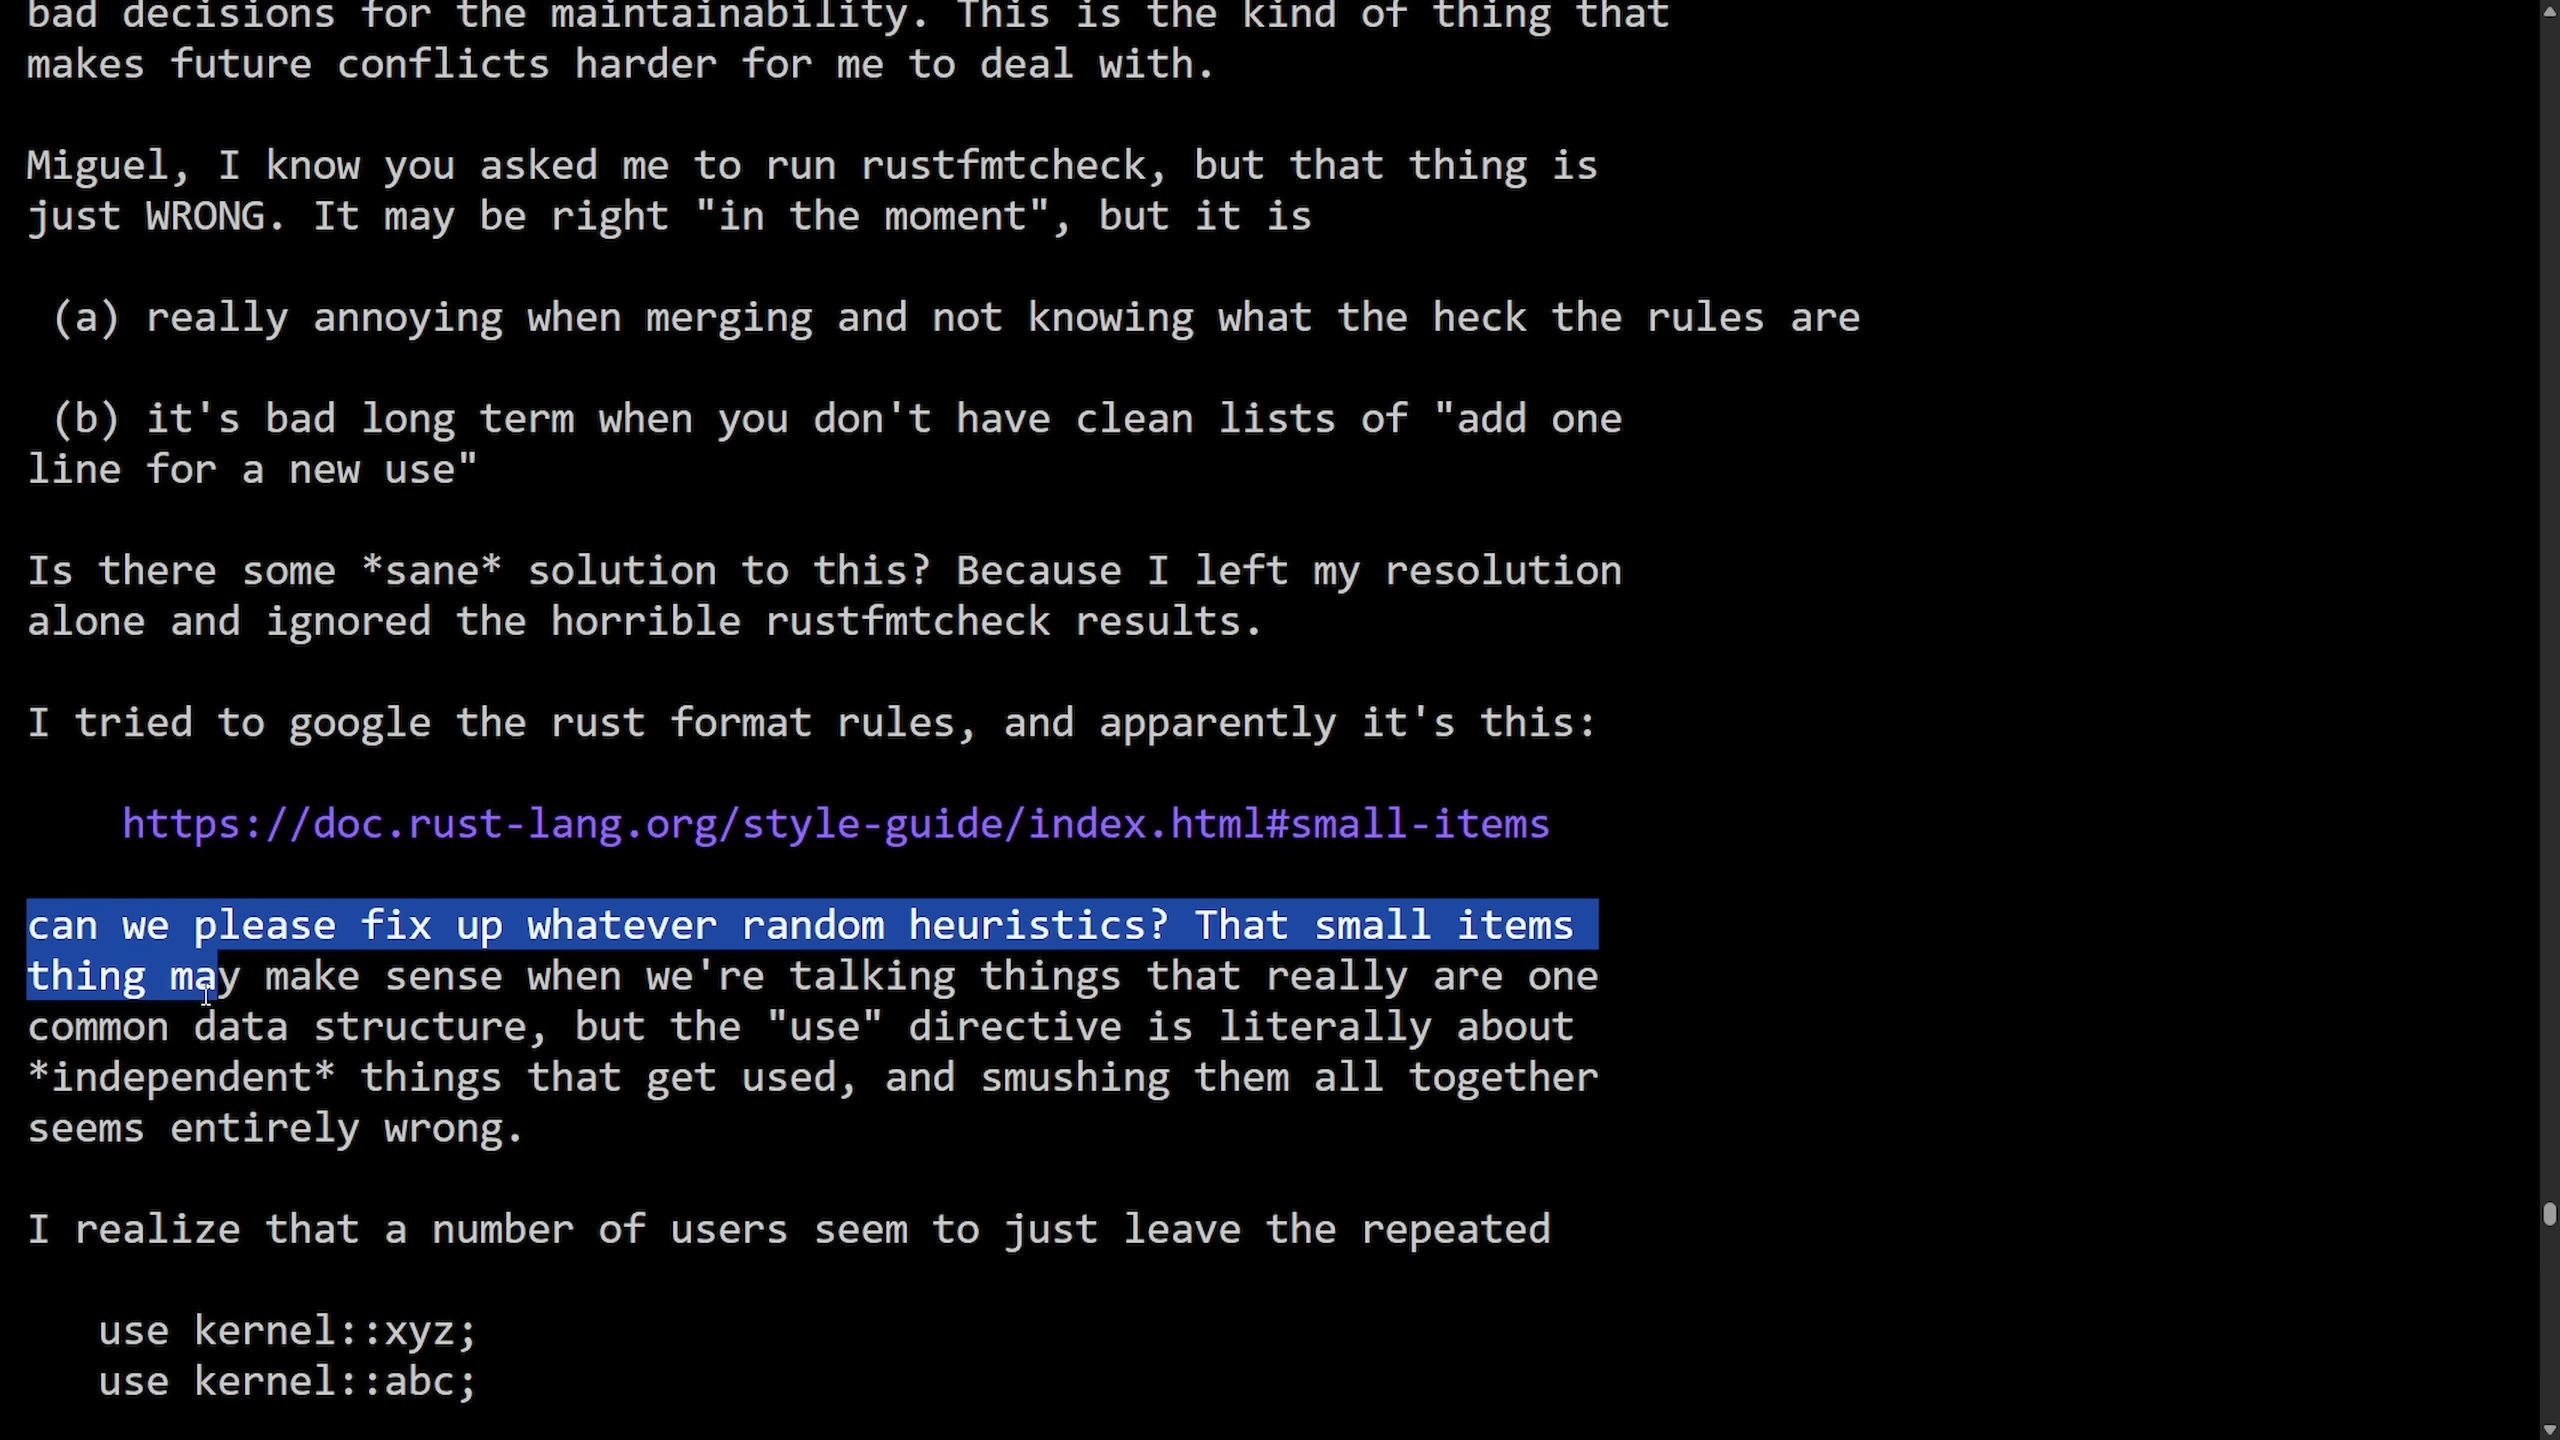 bad decisions for the maintainability. This is the kind of thing that
makes future conflicts harder for me to deal with.
Miguel, I know you asked me to run rustfmtcheck, but that thing is
just WRONG. It may be right "in the moment", but it is
(a) really annoying when merging and not knowing what the heck the rules are
(b) it's bad long term when you don't have clean lists of "add one
line for a new use"
Is there some *sane* solution to this? Because I left my resolution
alone and ignored the horrible rustfmtcheck results.
I tried to google the rust format rules, and apparently it's this:
https://doc.rust-lang.org/style-guide/index.html#small-items
can we please fix up whatever random heuristics? That small items
thing may make sense when we're talking things that really are one
common data structure, but the "use" directive is literally about
*independent* things that get used, and smushing them all together
seems entirely wrong.
I realize that a number of users seem to just leave the repeated
use kernel::xyz;
use kernel::abc;